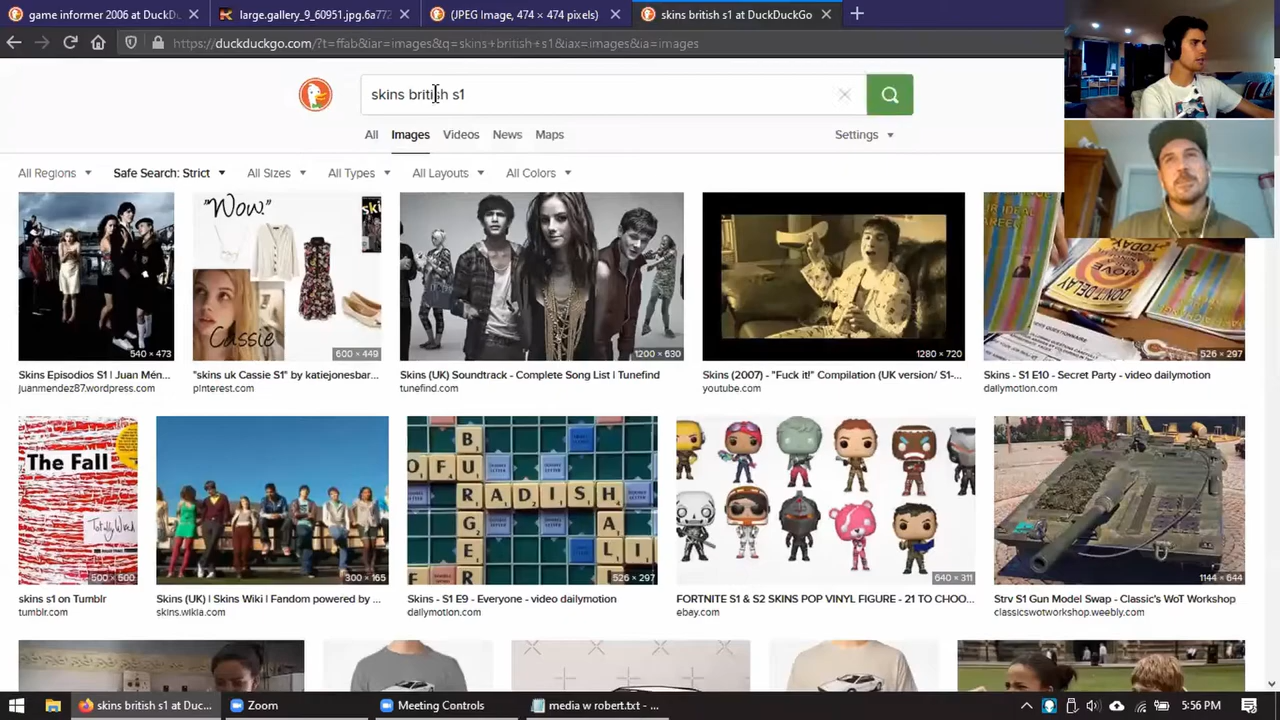 game informer 2006 at DuckDu
large.gallery_9_60951.jpg.6a772
(JPEG Image, 474 × 474 pixels)
skins british s1 at DuckDuckGo
https://duckduckgo.com/?t=ffab&iar=images&q=skins+british+s1&iax=images&ia=images
skins british s1
All Images Videos News Maps Settings
All Regions Safe Search: Strict All Sizes All Types All Layouts All Colors
540 × 473
"Wow."
ski
Cassie
600 × 449
1200 × 630
1280 × 720
TODAY
MOVE
DON'T DELAY
526 × 297
Skins Episodios S1 | Juan Mén...
juanmendez87.wordpress.com
"skins uk Cassie S1" by katiejonesbar...
pinterest.com
Skins (UK) Soundtrack - Complete Song List | Tunefind
tunefind.com
Skins (2007) - "Fuck it!" Compilation (UK version/ S1-...
youtube.com
Skins - S1 E10 - Secret Party - video dailymotion
dailymotion.com
The Fall
Totally Wired
500 × 500
300 × 165
RADISH
526 × 297
640 × 311
1144 × 644
skins s1 on Tumblr
tumblr.com
Skins (UK) | Skins Wiki | Fandom powered by ...
skins.wikia.com
Skins - S1 E9 - Everyone - video dailymotion
dailymotion.com
FORTNITE S1 & S2 SKINS POP VINYL FIGURE - 21 TO CHOO...
ebay.com
Strv S1 Gun Model Swap - Classic's WoT Workshop
classicswotworkshop.weebly.com
skins british s1 at Duc...
Zoom
Meeting Controls
media w robert.txt - ...
5:56 PM